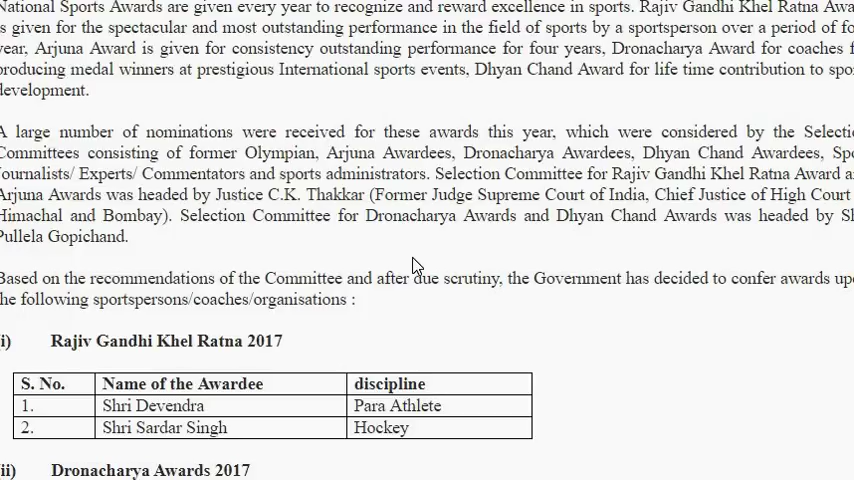 National Sports Awards are given every year to recognize and reward excellence in sports. Rajiv Gandhi Khel Ratna
is given for the spectacular and most outstanding performance in the field of sports by a sportsperson over a period of
year, Arjuna Award is given for consistency outstanding performance for four years, Dronacharya Award for coaches
producing medal winners at prestigious International sports events, Dhyan Chand Award for life time contribution to
development.
A large number of nominations were received for these awards this year, which were considered by the
Committees consisting of former Olympian, Arjuna Awardees, Dronacharya Awardees, Dhyan Chand Awardees,
Journalists/ Experts/ Commentators and sports administrators. Selection Committee for Rajiv Gandhi Khel Ratna Award
Arjuna Awards was headed by Justice C.K. Thakkar (Former Judge Supreme Court of India, Chief Justice of High Court
Himachal and Bombay). Selection Committee for Dronacharya Awards and Dhyan Chand Awards was headed by
Pullela Gopichand.
Based on the recommendations of the Committee and after due scrutiny, the Government has decided to confer awards
the following sportspersons/coaches/organisations :
(i) Rajiv Gandhi Khel Ratna 2017
S. No. Name of the Awardee discipline
1. Shri Devendra Para Athlete
2. Shri Sardar Singh Hockey
(ii) Dronacharya Awards 2017